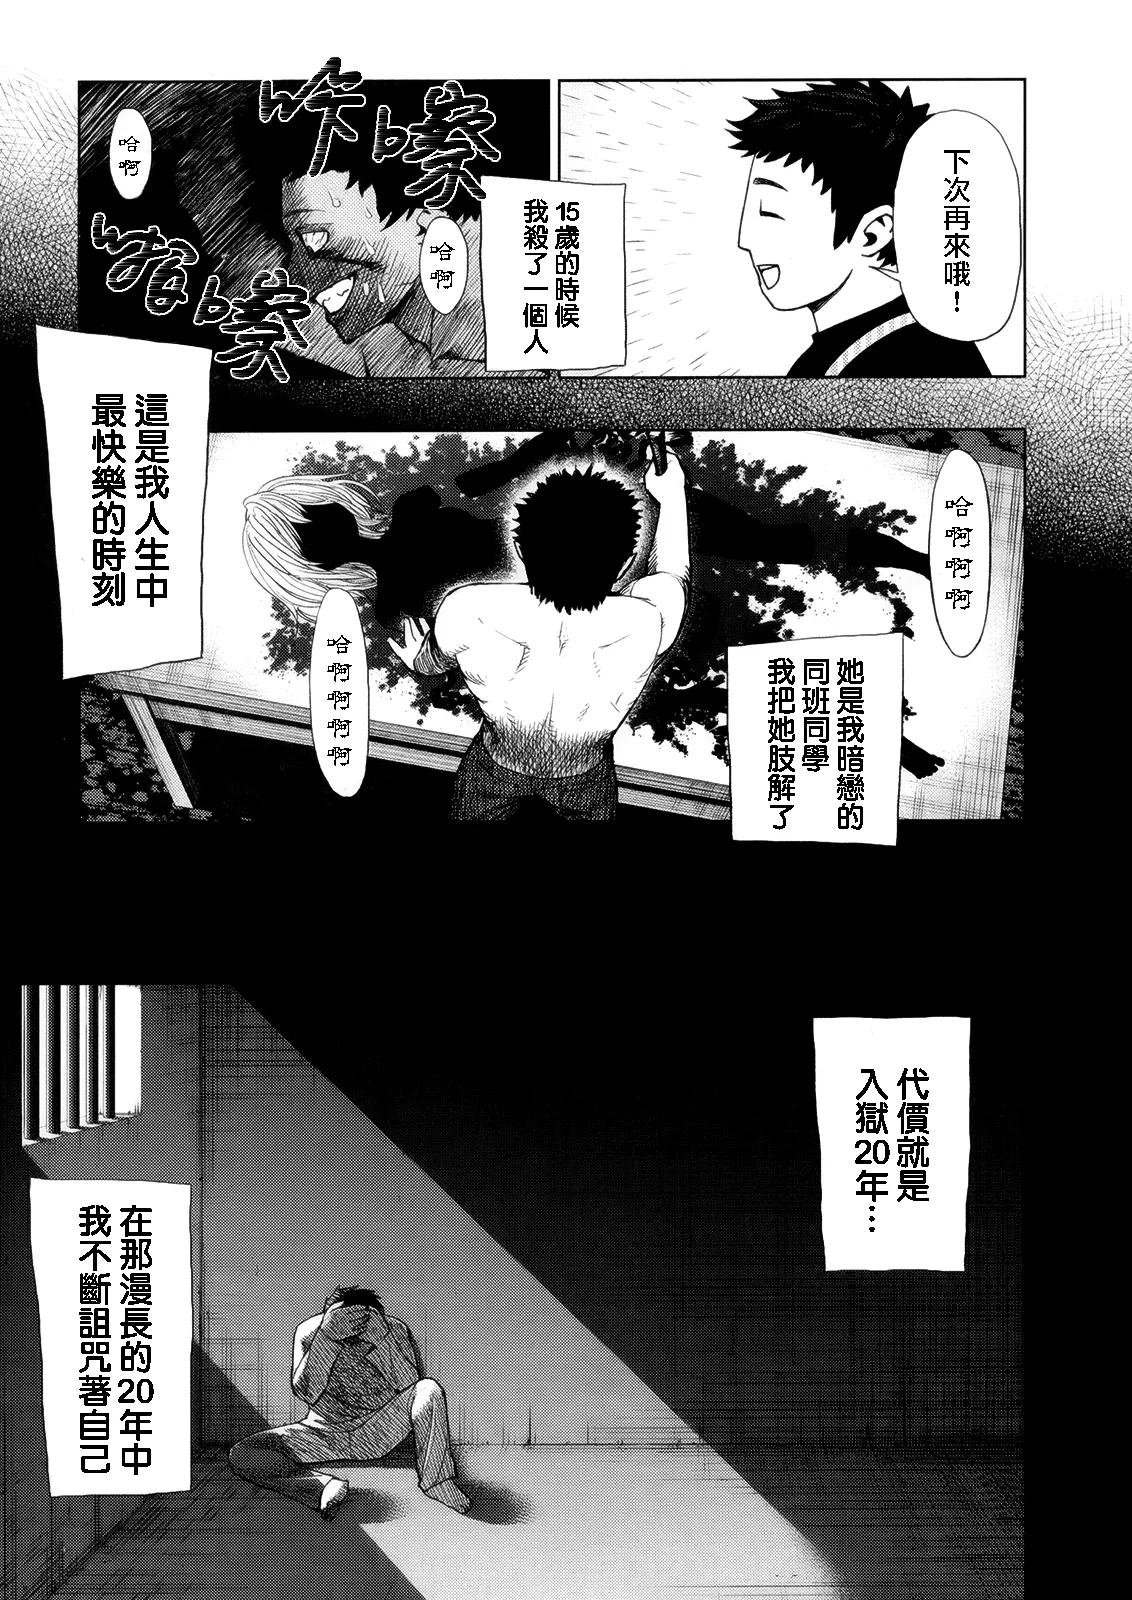 下次再來哦！
15歲的時候
我殺了一個人
哈啊
哈啊
咔嚓
嚓
這是我人生中
最快樂的時刻
哈啊啊啊
她是我暗戀的
同班同學
我把她肢解了
哈啊啊啊啊
代價就是
入獄20年…
在那漫長的20年中
我不斷詛咒著自己